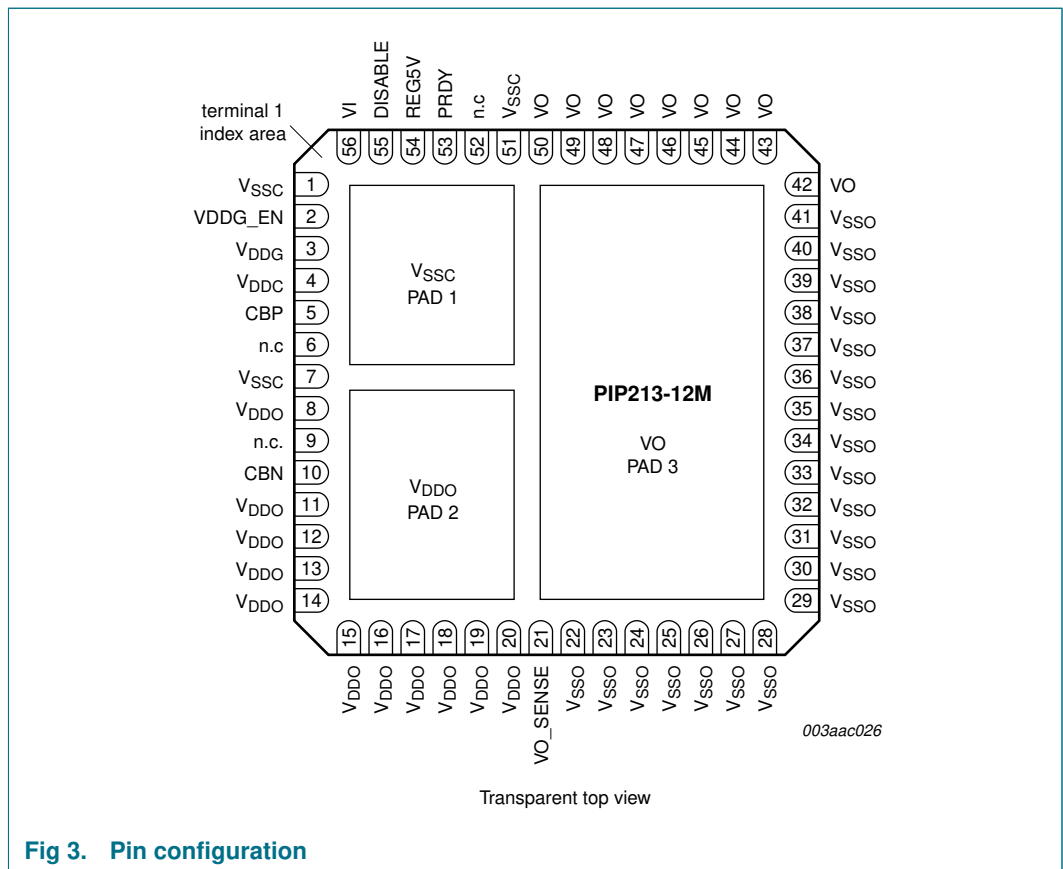 VI
DISABLE
REG5V
PRDY
n.c
VSSC
VO
VO
VO
VO
VO
VO
VO
VO
terminal 1
index area
56
55
54
53
52
51
50
49
48
47
46
45
44
43
VSSC 1
VDDG_EN 2
VDDG 3
VDDC 4
CBP 5
n.c 6
VSSC 7
VDDO 8
n.c. 9
CBN 10
VDDO 11
VDDO 12
VDDO 13
VDDO 14
VSSC
PAD 1
VDDO
PAD 2
PIP213-12M
VO
PAD 3
42 VO
41 VSSO
40 VSSO
39 VSSO
38 VSSO
37 VSSO
36 VSSO
35 VSSO
34 VSSO
33 VSSO
32 VSSO
31 VSSO
30 VSSO
29 VSSO
15
16
17
18
19
20
21
22
23
24
25
26
27
28
VDDO
VDDO
VDDO
VDDO
VDDO
VDDO
VO_SENSE
VSSO
VSSO
VSSO
VSSO
VSSO
VSSO
VSSO
003aac026
Transparent top view
Fig 3. Pin configuration